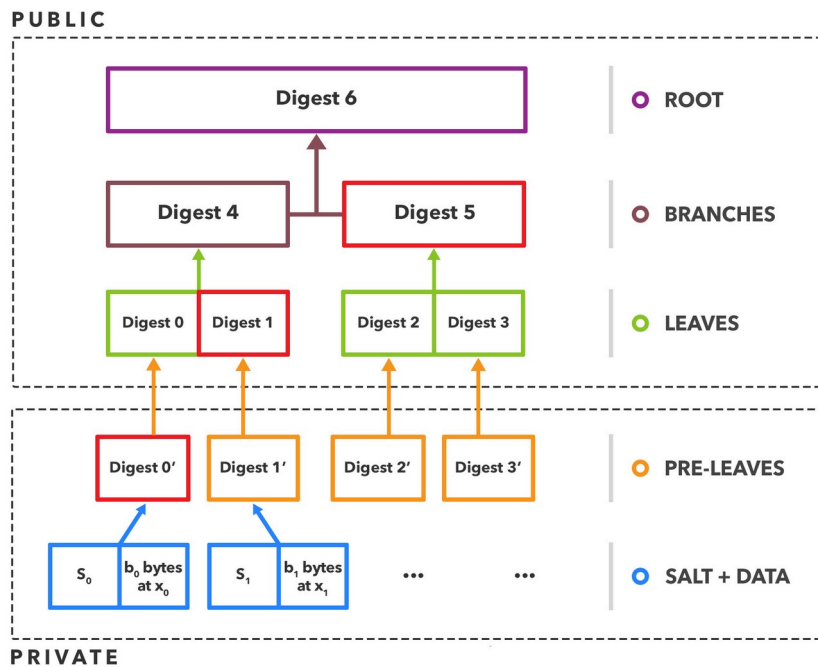 PUBLIC
Digest 6
ROOT
Digest 4
Digest 5
BRANCHES
Digest 0
Digest 1
Digest 2
Digest 3
LEAVES
Digest 0′
Digest 1′
Digest 2′
Digest 3′
PRE-LEAVES
S₀
b₀ bytes
at x₀
S₁
b₁ bytes
at x₁
...
...
SALT + DATA
PRIVATE